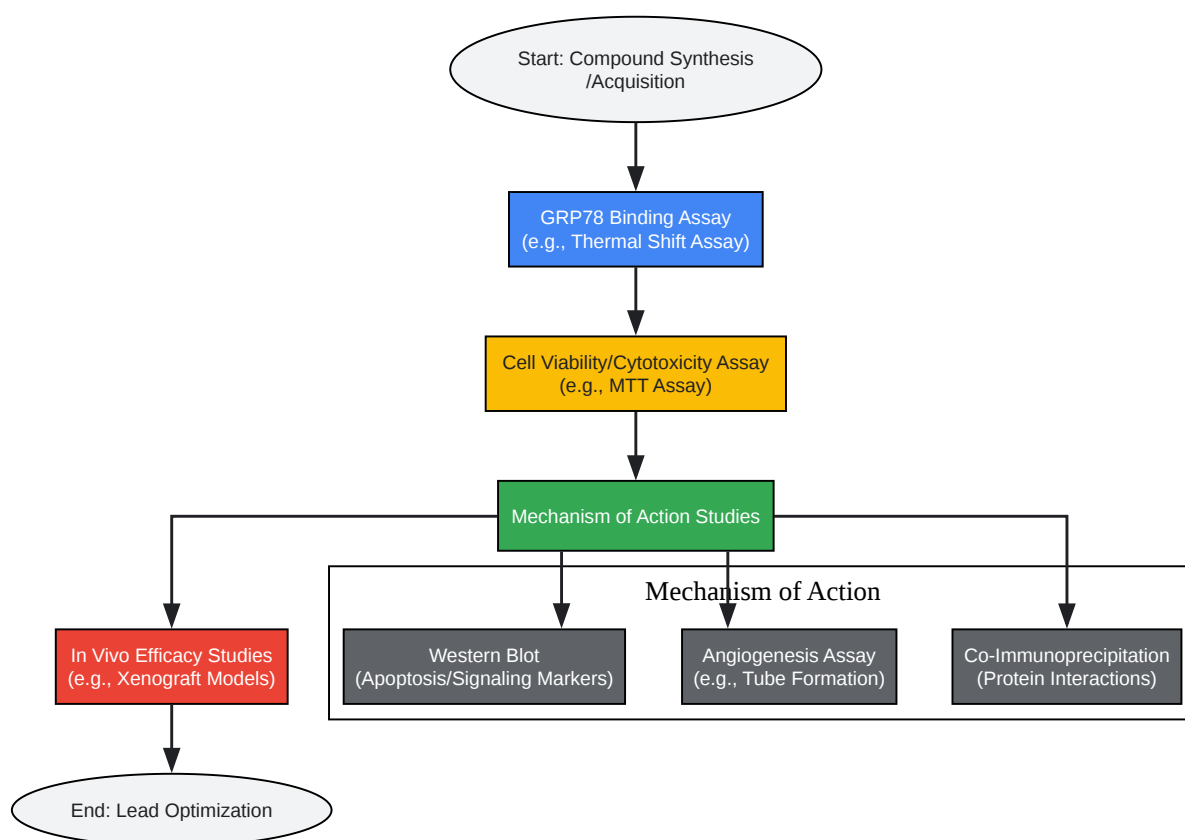 Start: Compound Synthesis
/Acquisition
GRP78 Binding Assay
(e.g., Thermal Shift Assay)
Cell Viability/Cytotoxicity Assay
(e.g., MTT Assay)
Mechanism of Action Studies
Mechanism of Action
In Vivo Efficacy Studies
(e.g., Xenograft Models)
Western Blot
(Apoptosis/Signaling Markers)
Angiogenesis Assay
(e.g., Tube Formation)
Co-Immunoprecipitation
(Protein Interactions)
End: Lead Optimization